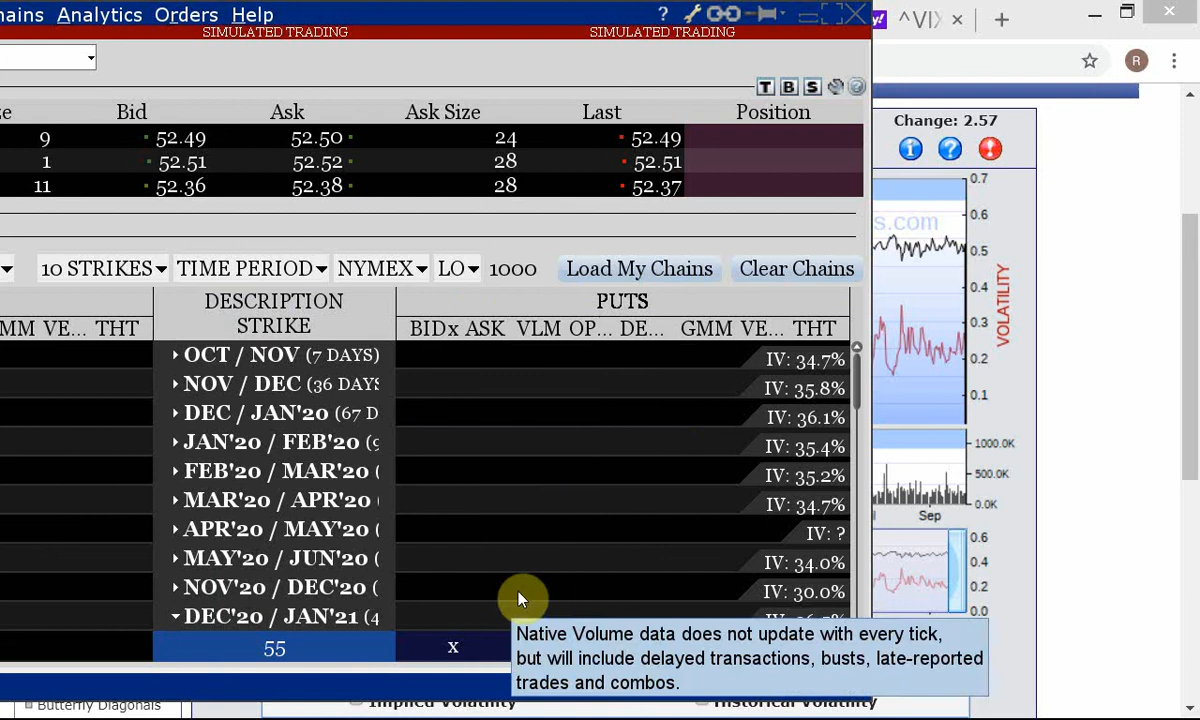 hains Analytics Orders Help ?
SIMULATED TRADING SIMULATED TRADING
y! ^VIX × +
R
T B S
ze Bid Ask Ask Size Last Position
9 52.49 52.50 24 52.49
1 52.51 52.52 28 52.51
11 52.36 52.38 28 52.37
10 STRIKES TIME PERIOD NYMEX LO 1000 Load My Chains Clear Chains
DESCRIPTION PUTS
MM VE... THT STRIKE BIDx ASK VLM OP... DE... GMM VE... THT
OCT / NOV (7 DAYS) IV: 34.7%
NOV / DEC (36 DAYS IV: 35.8%
DEC / JAN'20 (67 D IV: 36.1%
JAN'20 / FEB'20 (9 IV: 35.4%
FEB'20 / MAR'20 ( IV: 35.2%
MAR'20 / APR'20 ( IV: 34.7%
APR'20 / MAY'20 ( IV: ?
MAY'20 / JUN'20 ( IV: 34.0%
NOV'20 / DEC'20 ( IV: 30.0%
DEC'20 / JAN'21 (4
55 x
Native Volume data does not update with every tick,
but will include delayed transactions, busts, late-reported
trades and combos.
Change: 2.57
i ? !
0.7
s.com 0.6
0.5
0.4
0.3
0.2
0.1
VOLATILITY
1000.0K
500.0K
0.0K
Sep
0.6
0.4
0.2
0.0
Butterfly Diagonals Implied Volatility Historical Volatility